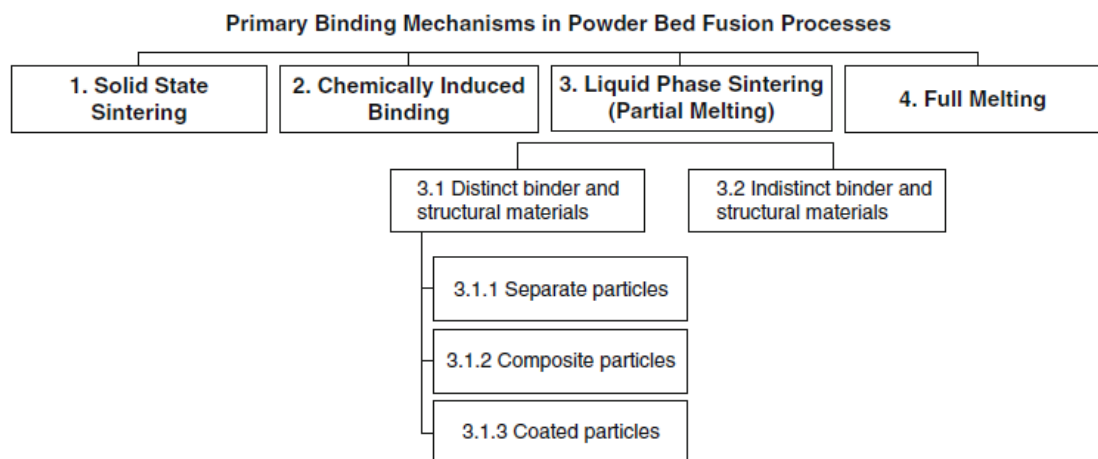 Primary Binding Mechanisms in Powder Bed Fusion Processes
1. Solid State
Sintering
2. Chemically Induced
Binding
3. Liquid Phase Sintering
(Partial Melting)
4. Full Melting
3.1 Distinct binder and
structural materials
3.2 Indistinct binder and
structural materials
3.1.1 Separate particles
3.1.2 Composite particles
3.1.3 Coated particles